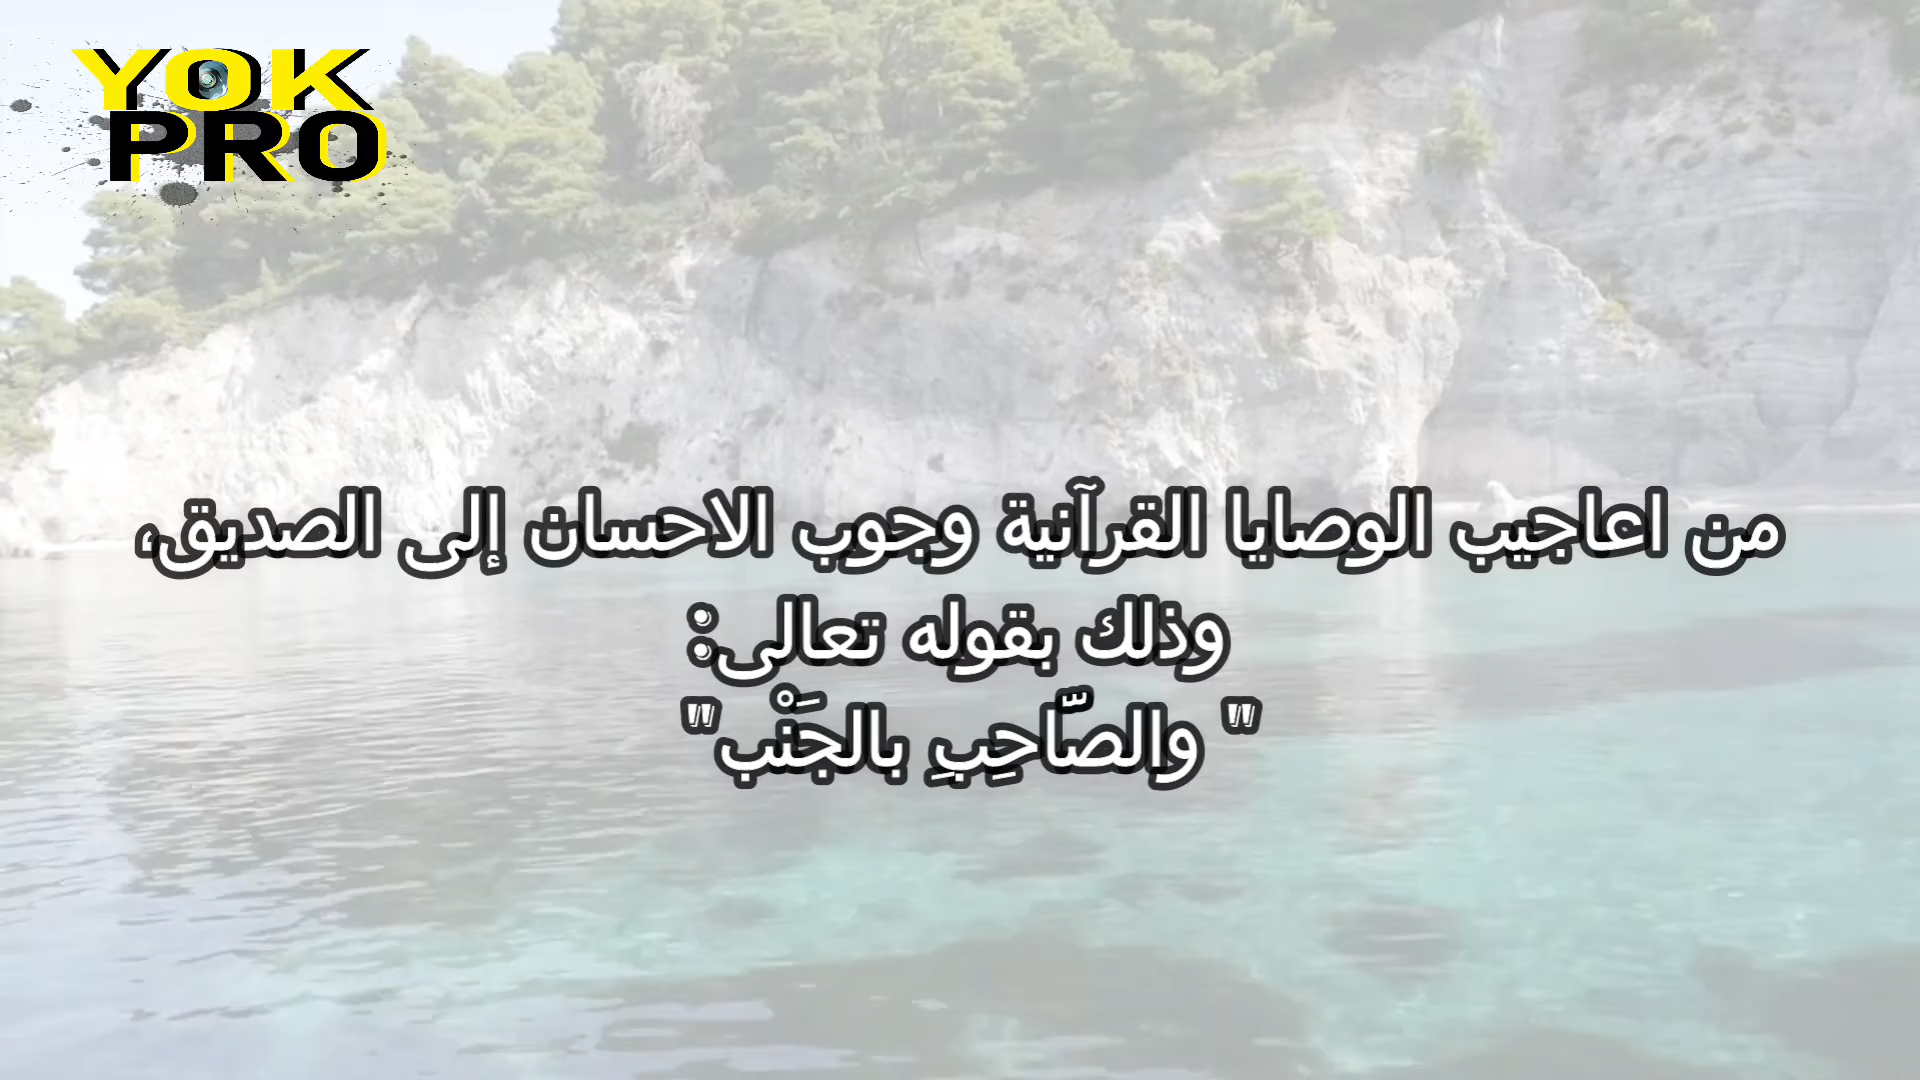 YOK
PRO
من اعاجيب الوصايا القرآنية وجوب الاحسان إلى الصديق،
وذلك بقوله تعالى:
" والصّاحِبِ بالجَنْب"